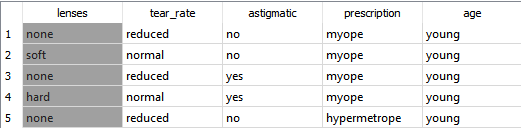 lenses tear_rate astigmatic prescription age
1 none reduced no myope young
2 soft normal no myope young
3 none reduced yes myope young
4 hard normal yes myope young
5 none reduced no hypermetrope young